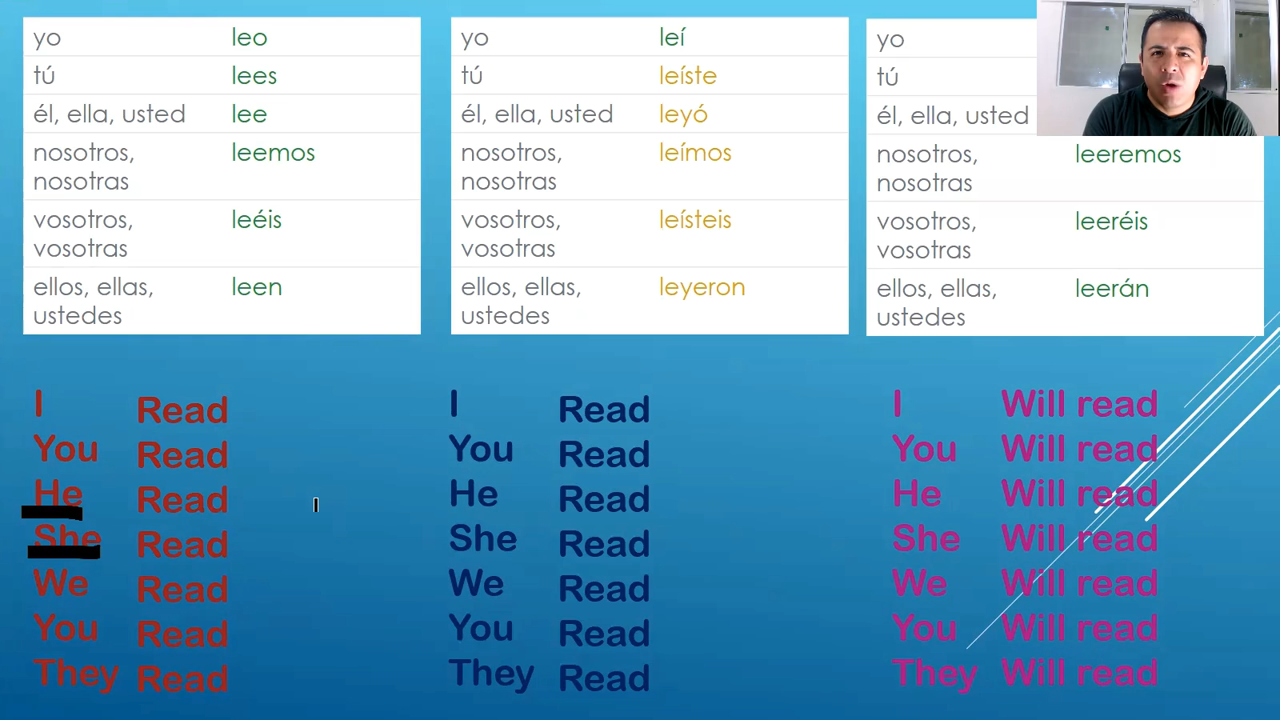 yo leo
tú lees
él, ella, usted lee
nosotros, leemos
nosotras
vosotros, leéis
vosotras
ellos, ellas, leen
ustedes
yo leí
tú leíste
él, ella, usted leyó
nosotros, leímos
nosotras
vosotros, leísteis
vosotras
ellos, ellas, leyeron
ustedes
yo
tú
él, ella, usted
nosotros, leeremos
nosotras
vosotros, leeréis
vosotras
ellos, ellas, leerán
ustedes
I Read
You Read
He Read
She Read
We Read
You Read
They Read
I Read
You Read
He Read
She Read
We Read
You Read
They Read
I Will read
You Will read
He Will read
She Will read
We Will read
You Will read
They Will read